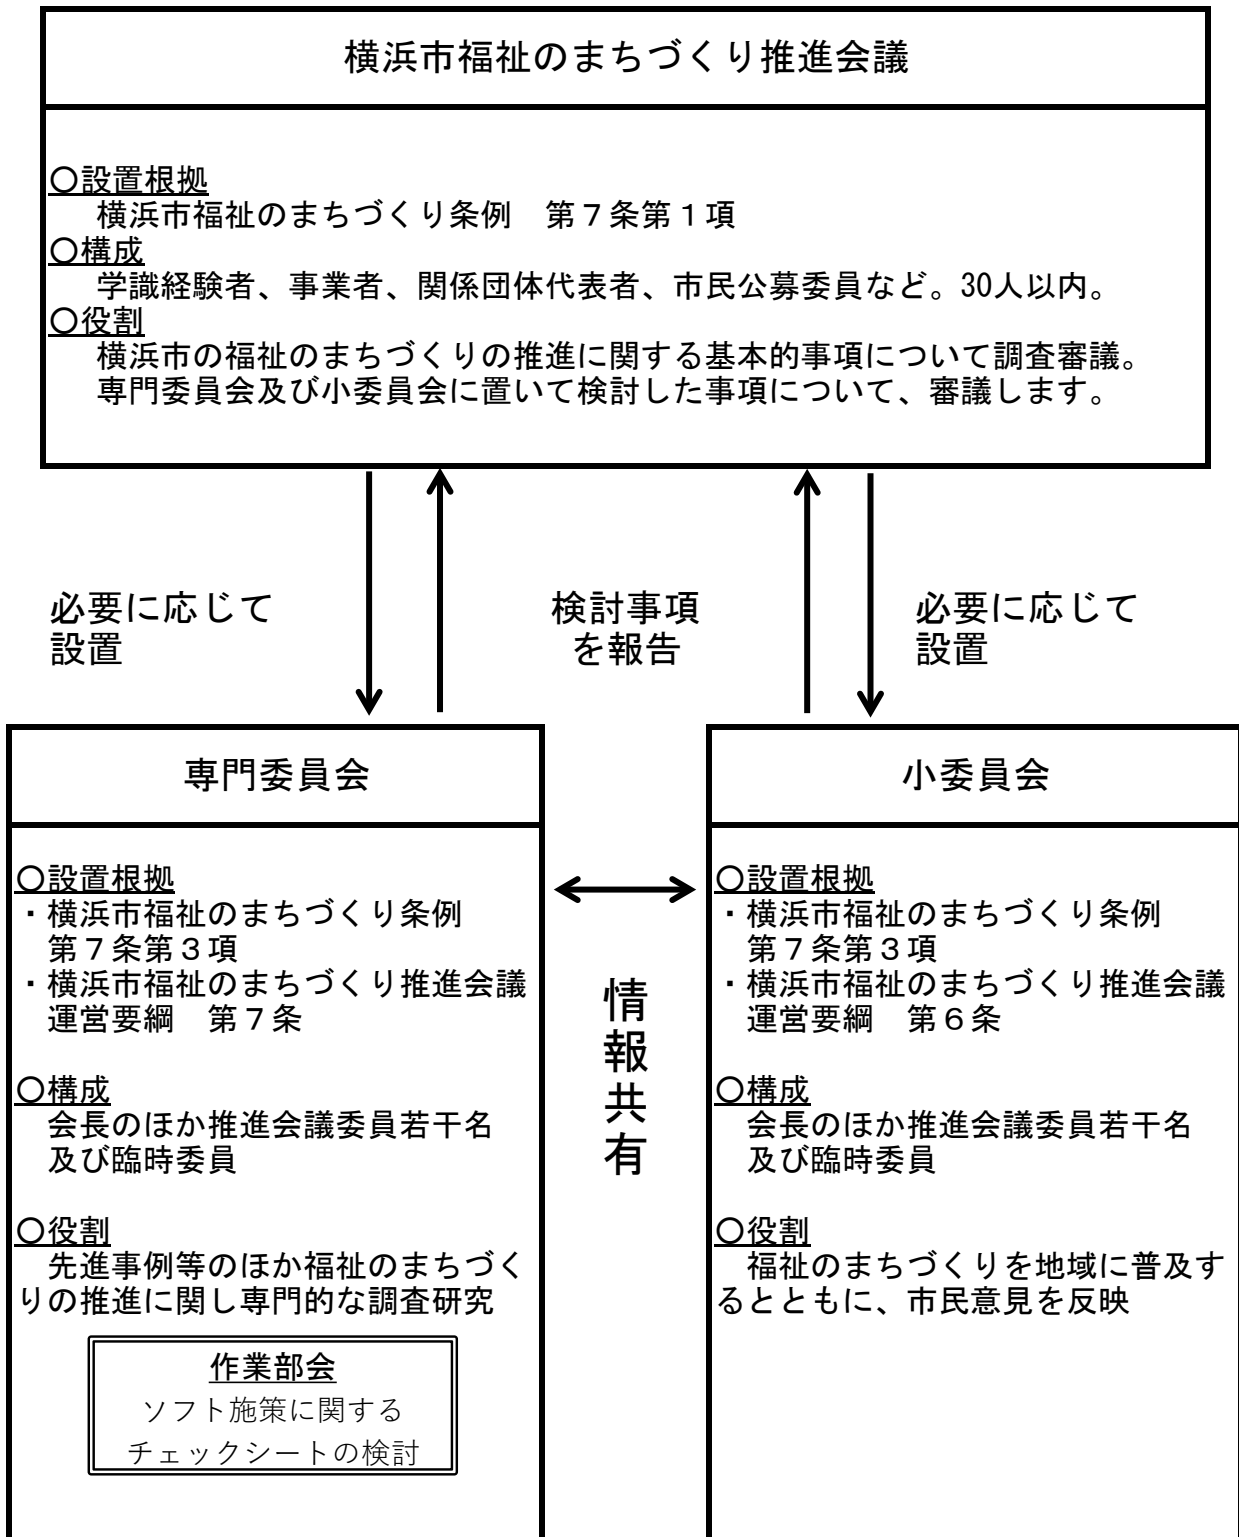 横浜市福祉のまちづくり推進会議
〇設置根拠
横浜市福祉のまちづくり条例　第７条第１項
〇構成
学識経験者、事業者、関係団体代表者、市民公募委員など。30人以内。
〇役割
横浜市の福祉のまちづくりの推進に関する基本的事項について調査審議。
専門委員会及び小委員会に置いて検討した事項について、審議します。
必要に応じて
設置
検討事項
を報告
必要に応じて
設置
専門委員会
〇設置根拠
・横浜市福祉のまちづくり条例
第７条第３項
・横浜市福祉のまちづくり推進会議
運営要綱　第７条
〇構成
会長のほか推進会議委員若干名
及び臨時委員
〇役割
先進事例等のほか福祉のまちづく
りの推進に関し専門的な調査研究
作業部会
ソフト施策に関する
チェックシートの検討
情報共有
小委員会
〇設置根拠
・横浜市福祉のまちづくり条例
第７条第３項
・横浜市福祉のまちづくり推進会議
運営要綱　第６条
〇構成
会長のほか推進会議委員若干名
及び臨時委員
〇役割
福祉のまちづくりを地域に普及す
るとともに、市民意見を反映